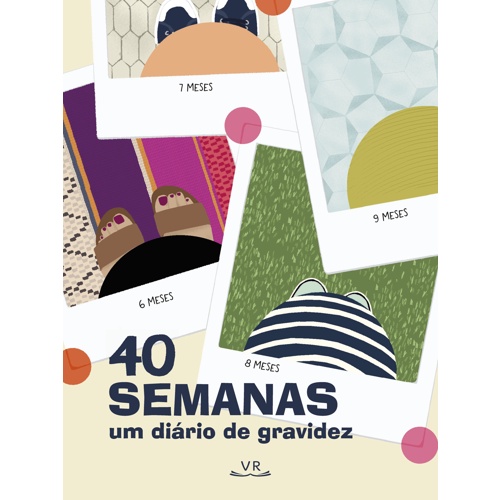 7 MESES
9 MESES
6 MESES
8 MESES
40
SEMANAS
um diário de gravidez
VR